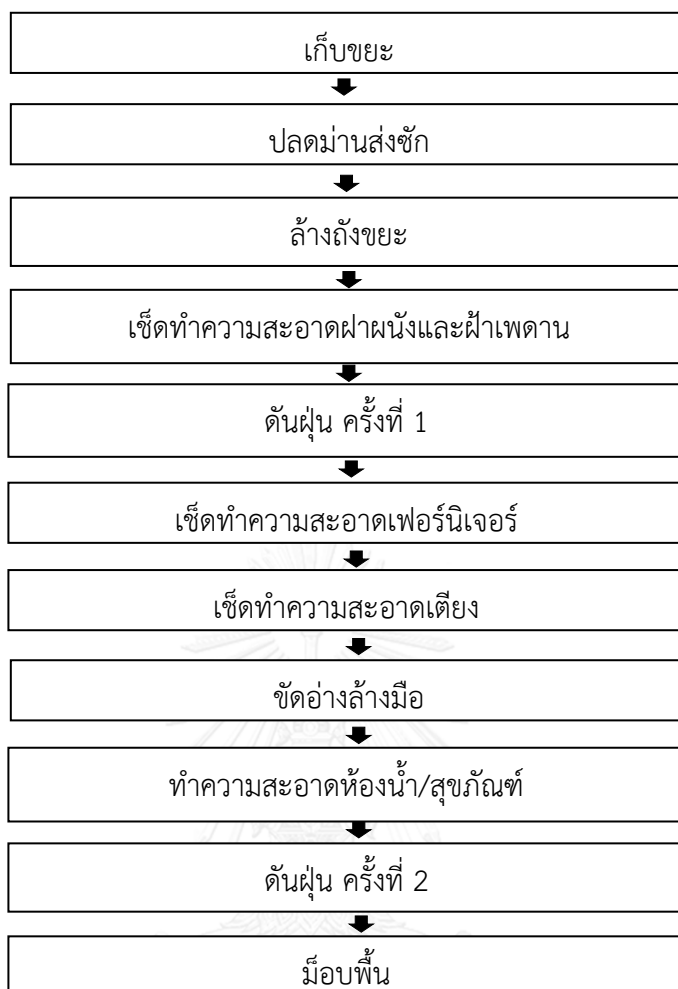 เก็บขยะ
ปลดม่านส่งซัก
ล้างถังขยะ
เช็ดทำความสะอาดฝาผนังและฝ้าเพดาน
ดันฝุ่น ครั้งที่ 1
เช็ดทำความสะอาดเฟอร์นิเจอร์
เช็ดทำความสะอาดเตียง
ขัดอ่างล้างมือ
ทำความสะอาดห้องน้ำ/สุขภัณฑ์
ดันฝุ่น ครั้งที่ 2
ม็อบพื้น